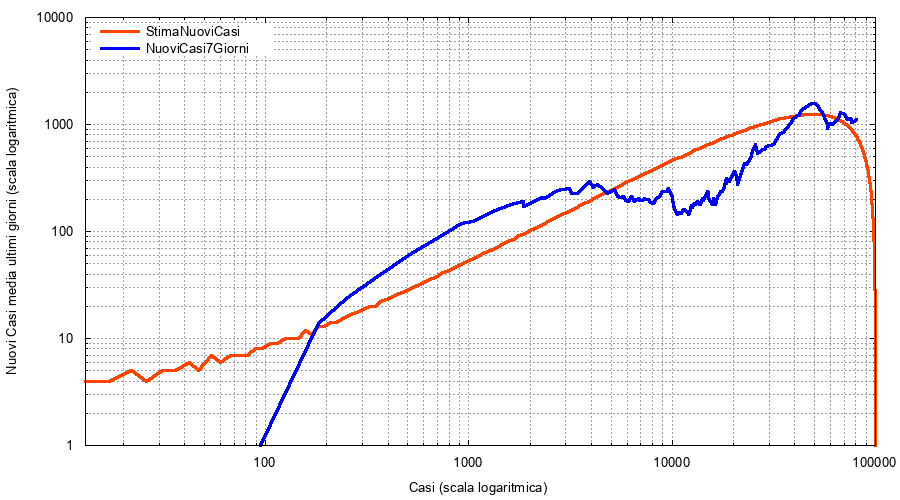 10000
1000
100
10
1
StimaNuoviCasi
NuoviCasi7Giorni
Nuovi Casi media ultimi giorni (scala logaritmica)
100 1000 10000 100000
Casi (scala logaritmica)